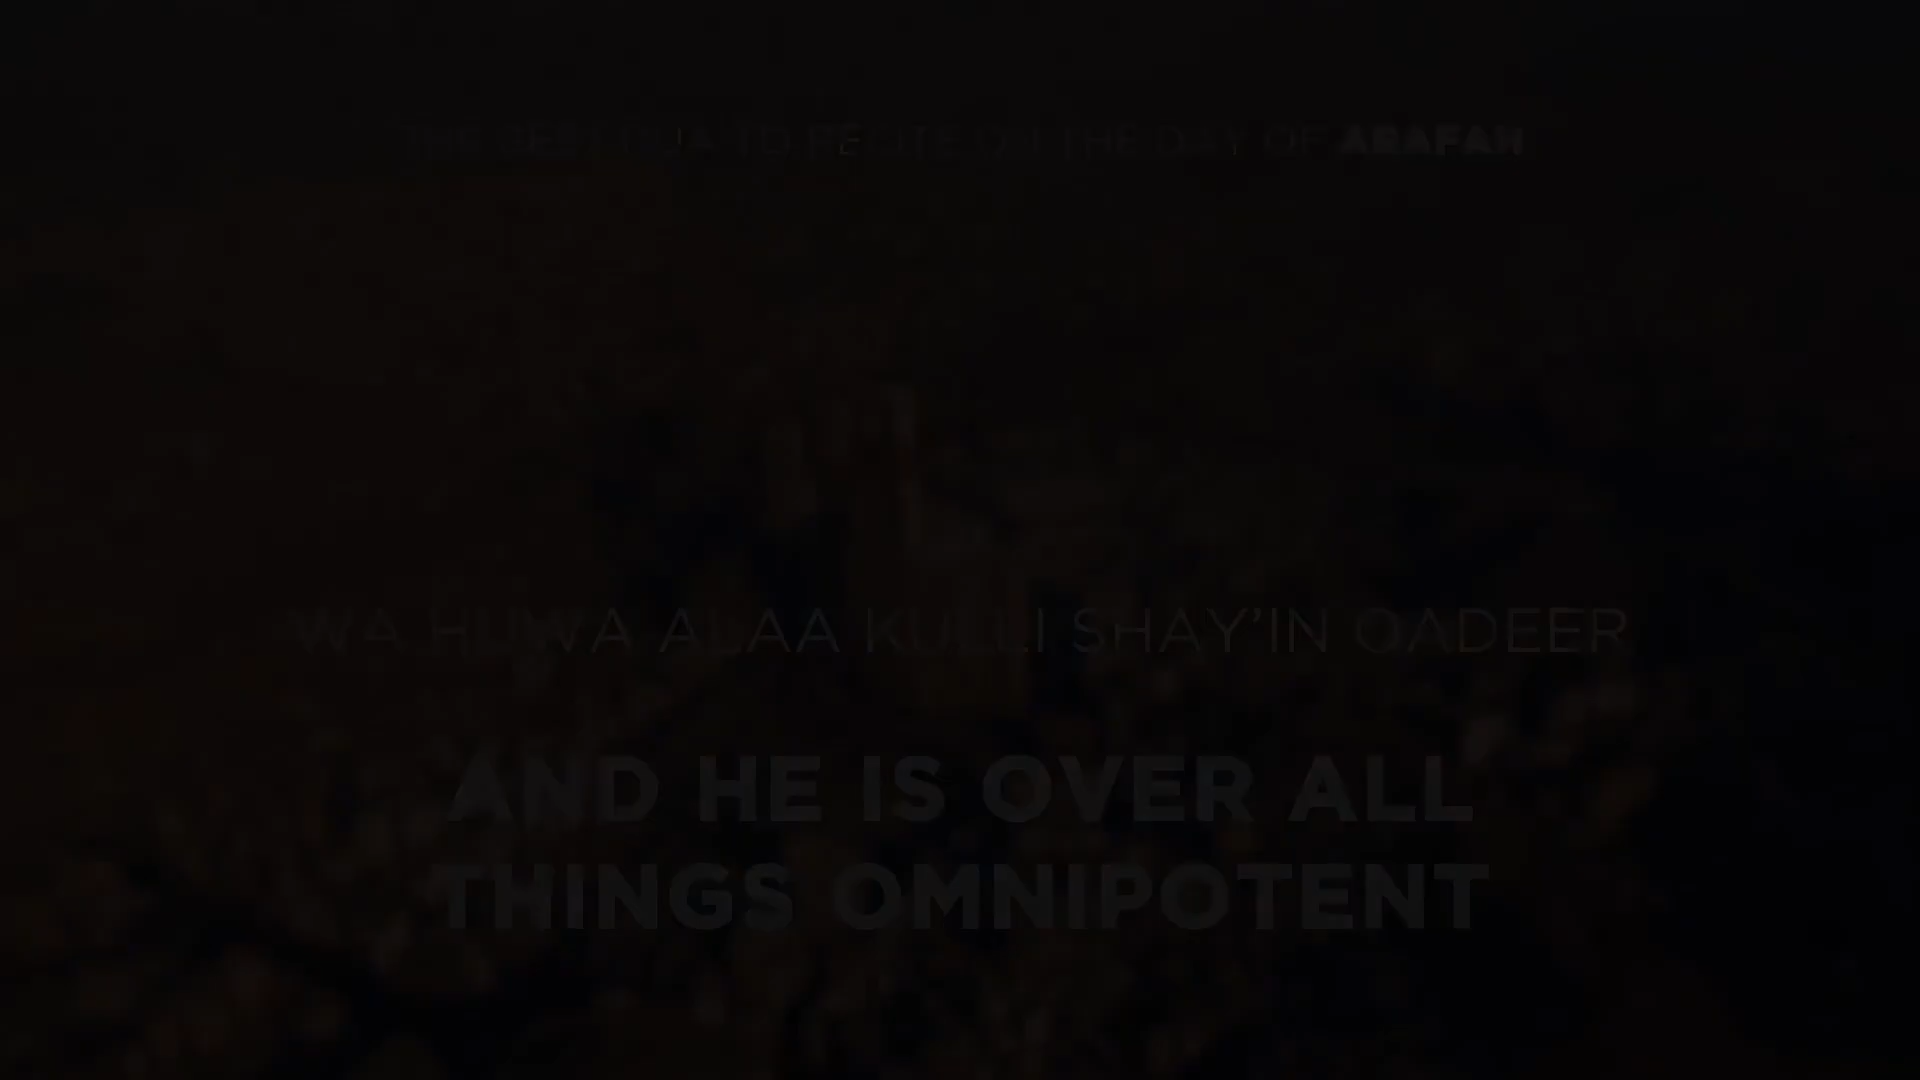 THE BEST DUA TO RECITE ON THE DAY OF ARAFAH
WA HUWA ALAA KULLI SHAY'IN QADEER
AND HE IS OVER ALL
THINGS OMNIPOTENT